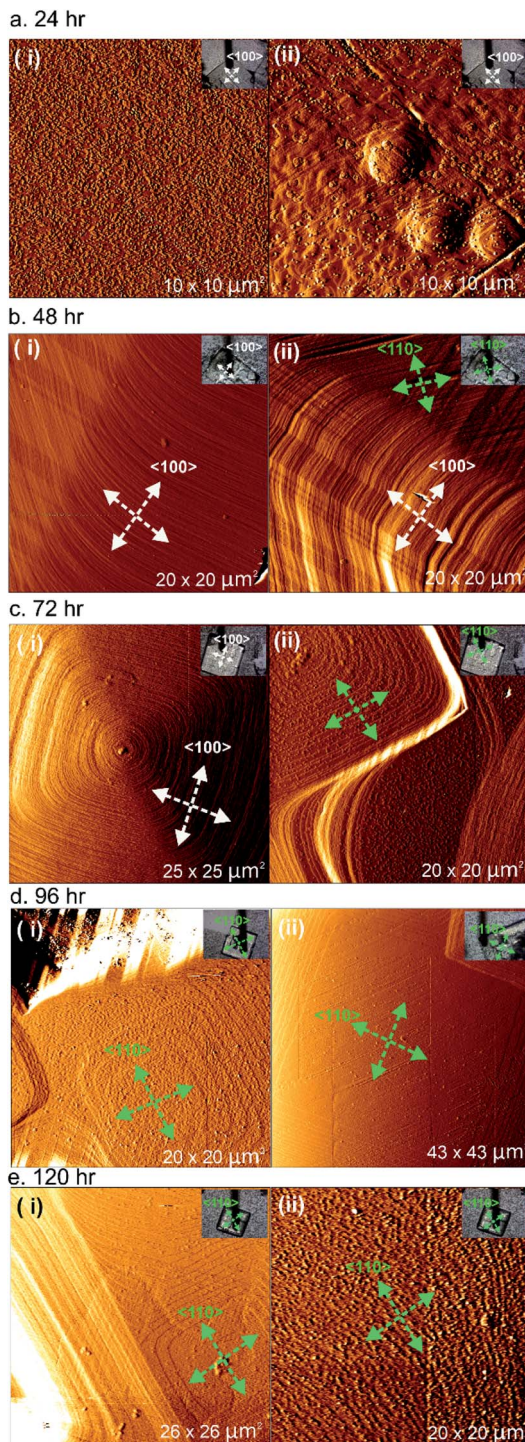 a. 24 hr
( i)
<100>
10 x 10 μm²
(ii)
<100>
10 x 10 μm²
b. 48 hr
( i)
<100>
<100>
20 x 20 μm²
(ii)
<110>
<110>
<100>
20 x 20 μm²
c. 72 hr
( i)
<100>
<100>
25 x 25 μm²
(ii)
<110>
20 x 20 μm²
d. 96 hr
( i)
<110>
<110>
20 x 20 μm²
(ii)
<110>
<110>
43 x 43 μm
e. 120 hr
( i)
<110>
<110>
26 x 26 μm²
(ii)
<110>
<110>
20 x 20 μm²